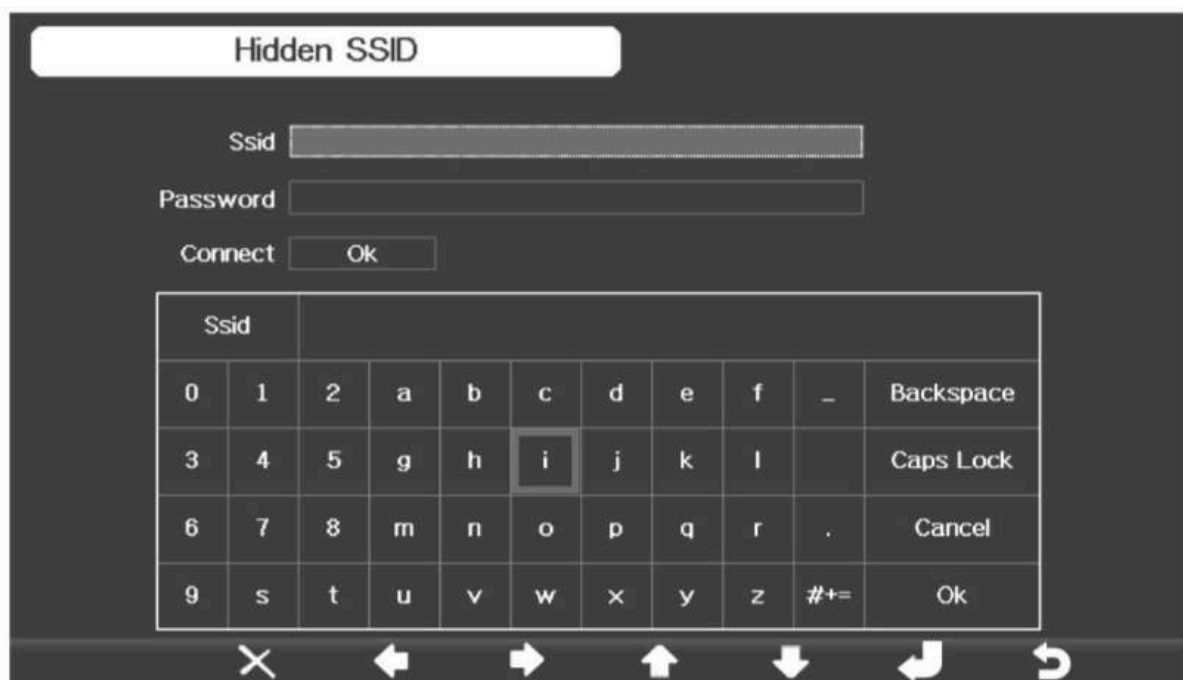 Hidden SSID
Ssid
Password
Connect Ok
Ssid
0 1 2 a b c d e f _ Backspace
3 4 5 g h i j k l Caps Lock
6 7 8 m n o p q r . Cancel
9 s t u v w x y z #+= Ok